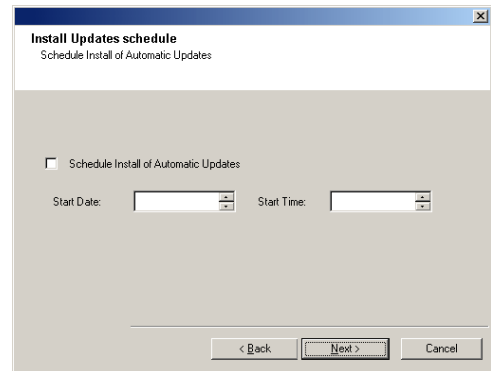 Install Updates schedule
Schedule Install of Automatic Updates
Schedule Install of Automatic Updates
Start Date: Start Time:
< Back Next > Cancel